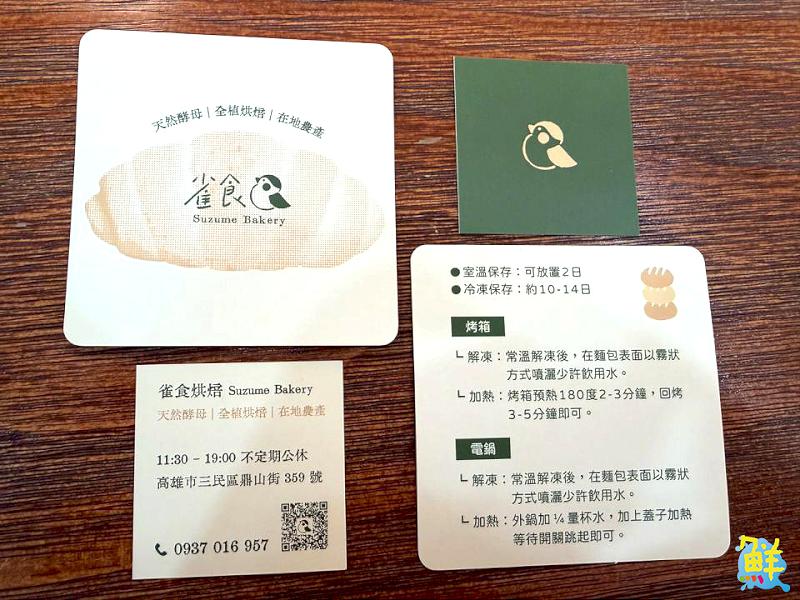 天然酵母｜全植烘焙｜在地農產
雀食
Suzume Bakery
●室溫保存：可放置2日
●冷凍保存：約10-14日
烤箱
┗ 解凍：常溫解凍後，在麵包表面以霧狀
方式噴灑少許飲用水。
┗ 加熱：烤箱預熱180度2-3分鐘，回烤
3-5分鐘即可。
電鍋
┗ 解凍：常溫解凍後，在麵包表面以霧狀
方式噴灑少許飲用水。
┗ 加熱：外鍋加 ¼ 量杯水，加上蓋子加熱
等待開關跳起即可。
雀食烘焙 Suzume Bakery
天然酵母｜全植烘焙｜在地農產
11:30 - 19:00 不定期公休
高雄市三民區鼎山街 359 號
0937 016 957
鮮